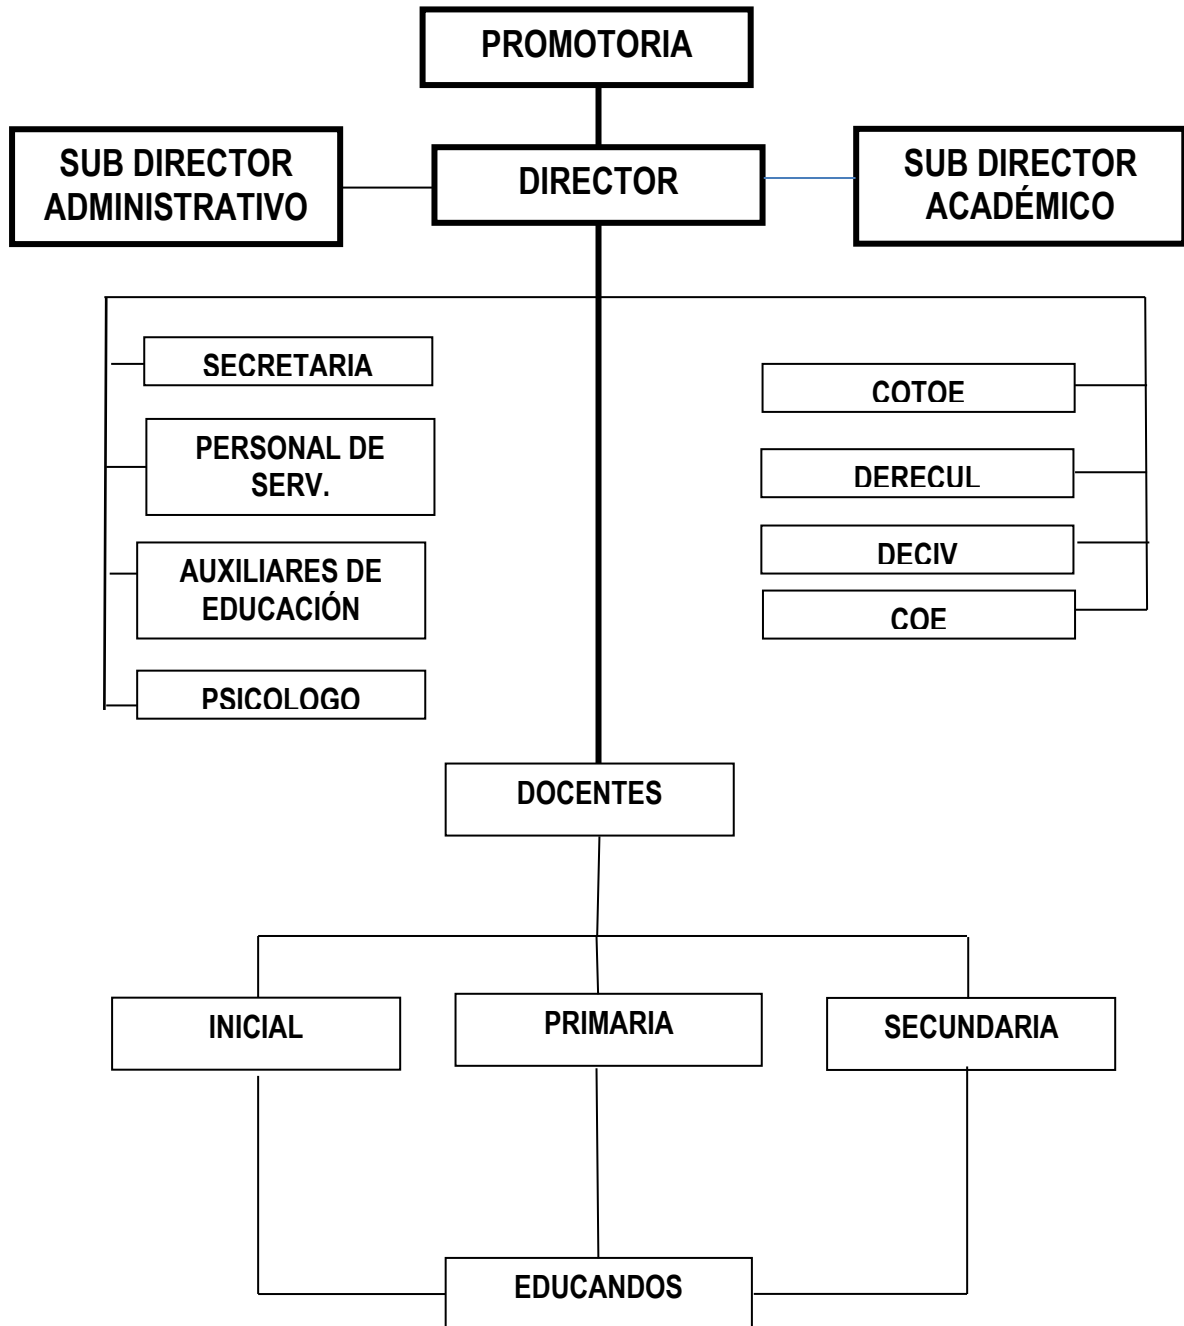 PROMOTORIA
SUB DIRECTOR
ADMINISTRATIVO
DIRECTOR
SUB DIRECTOR
ACADÉMICO
SECRETARIA
PERSONAL DE
SERV.
AUXILIARES DE
EDUCACIÓN
PSICOLOGO
COTOE
DERECUL
DECIV
COE
DOCENTES
INICIAL
PRIMARIA
SECUNDARIA
EDUCANDOS